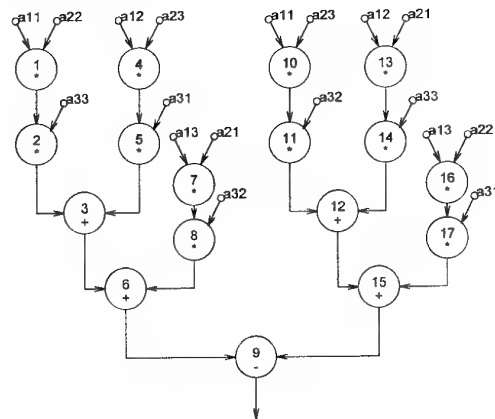 a11 a22 a12 a23 a11 a23 a12 a21
1 4 10 13
* * * *
a33 a31 a32 a33
2 5 11 14
* * * *
a13 a21 a13 a22
7 16
* *
a32 a31
3 8 12 17
+ * + *
6 15
+ +
9
-